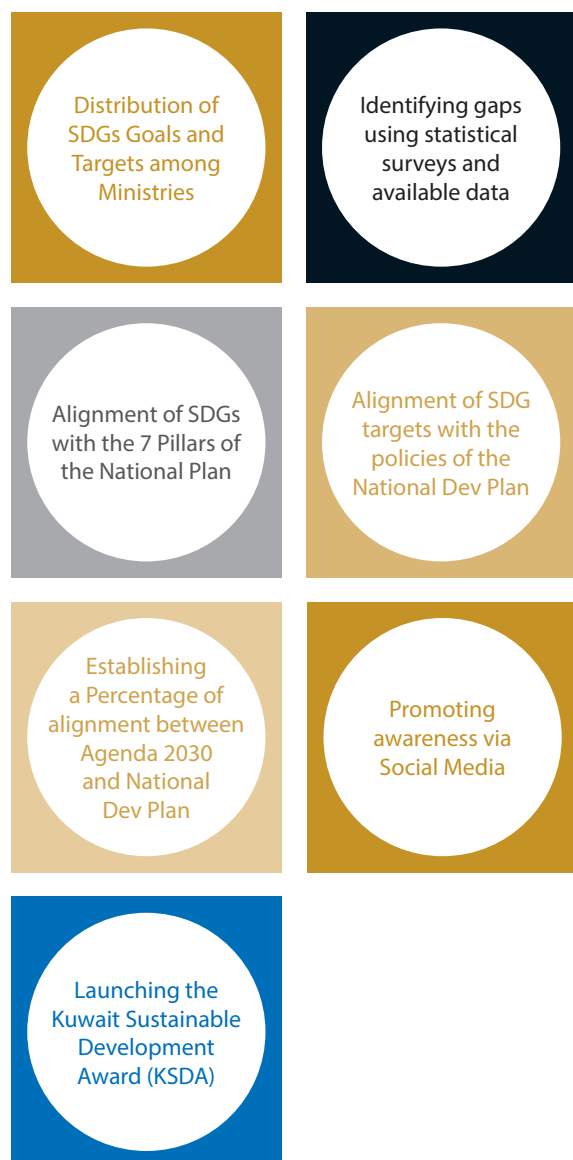 Distribution of
SDGs Goals and
Targets among
Ministries
Identifying gaps
using statistical
surveys and
available data
Alignment of SDGs
with the 7 Pillars of
the National Plan
Alignment of SDG
targets with the
policies of the
National Dev Plan
Establishing
a Percentage of
alignment between
Agenda 2030
and National
Dev Plan
Promoting
awareness via
Social Media
Launching the
Kuwait Sustainable
Development
Award (KSDA)